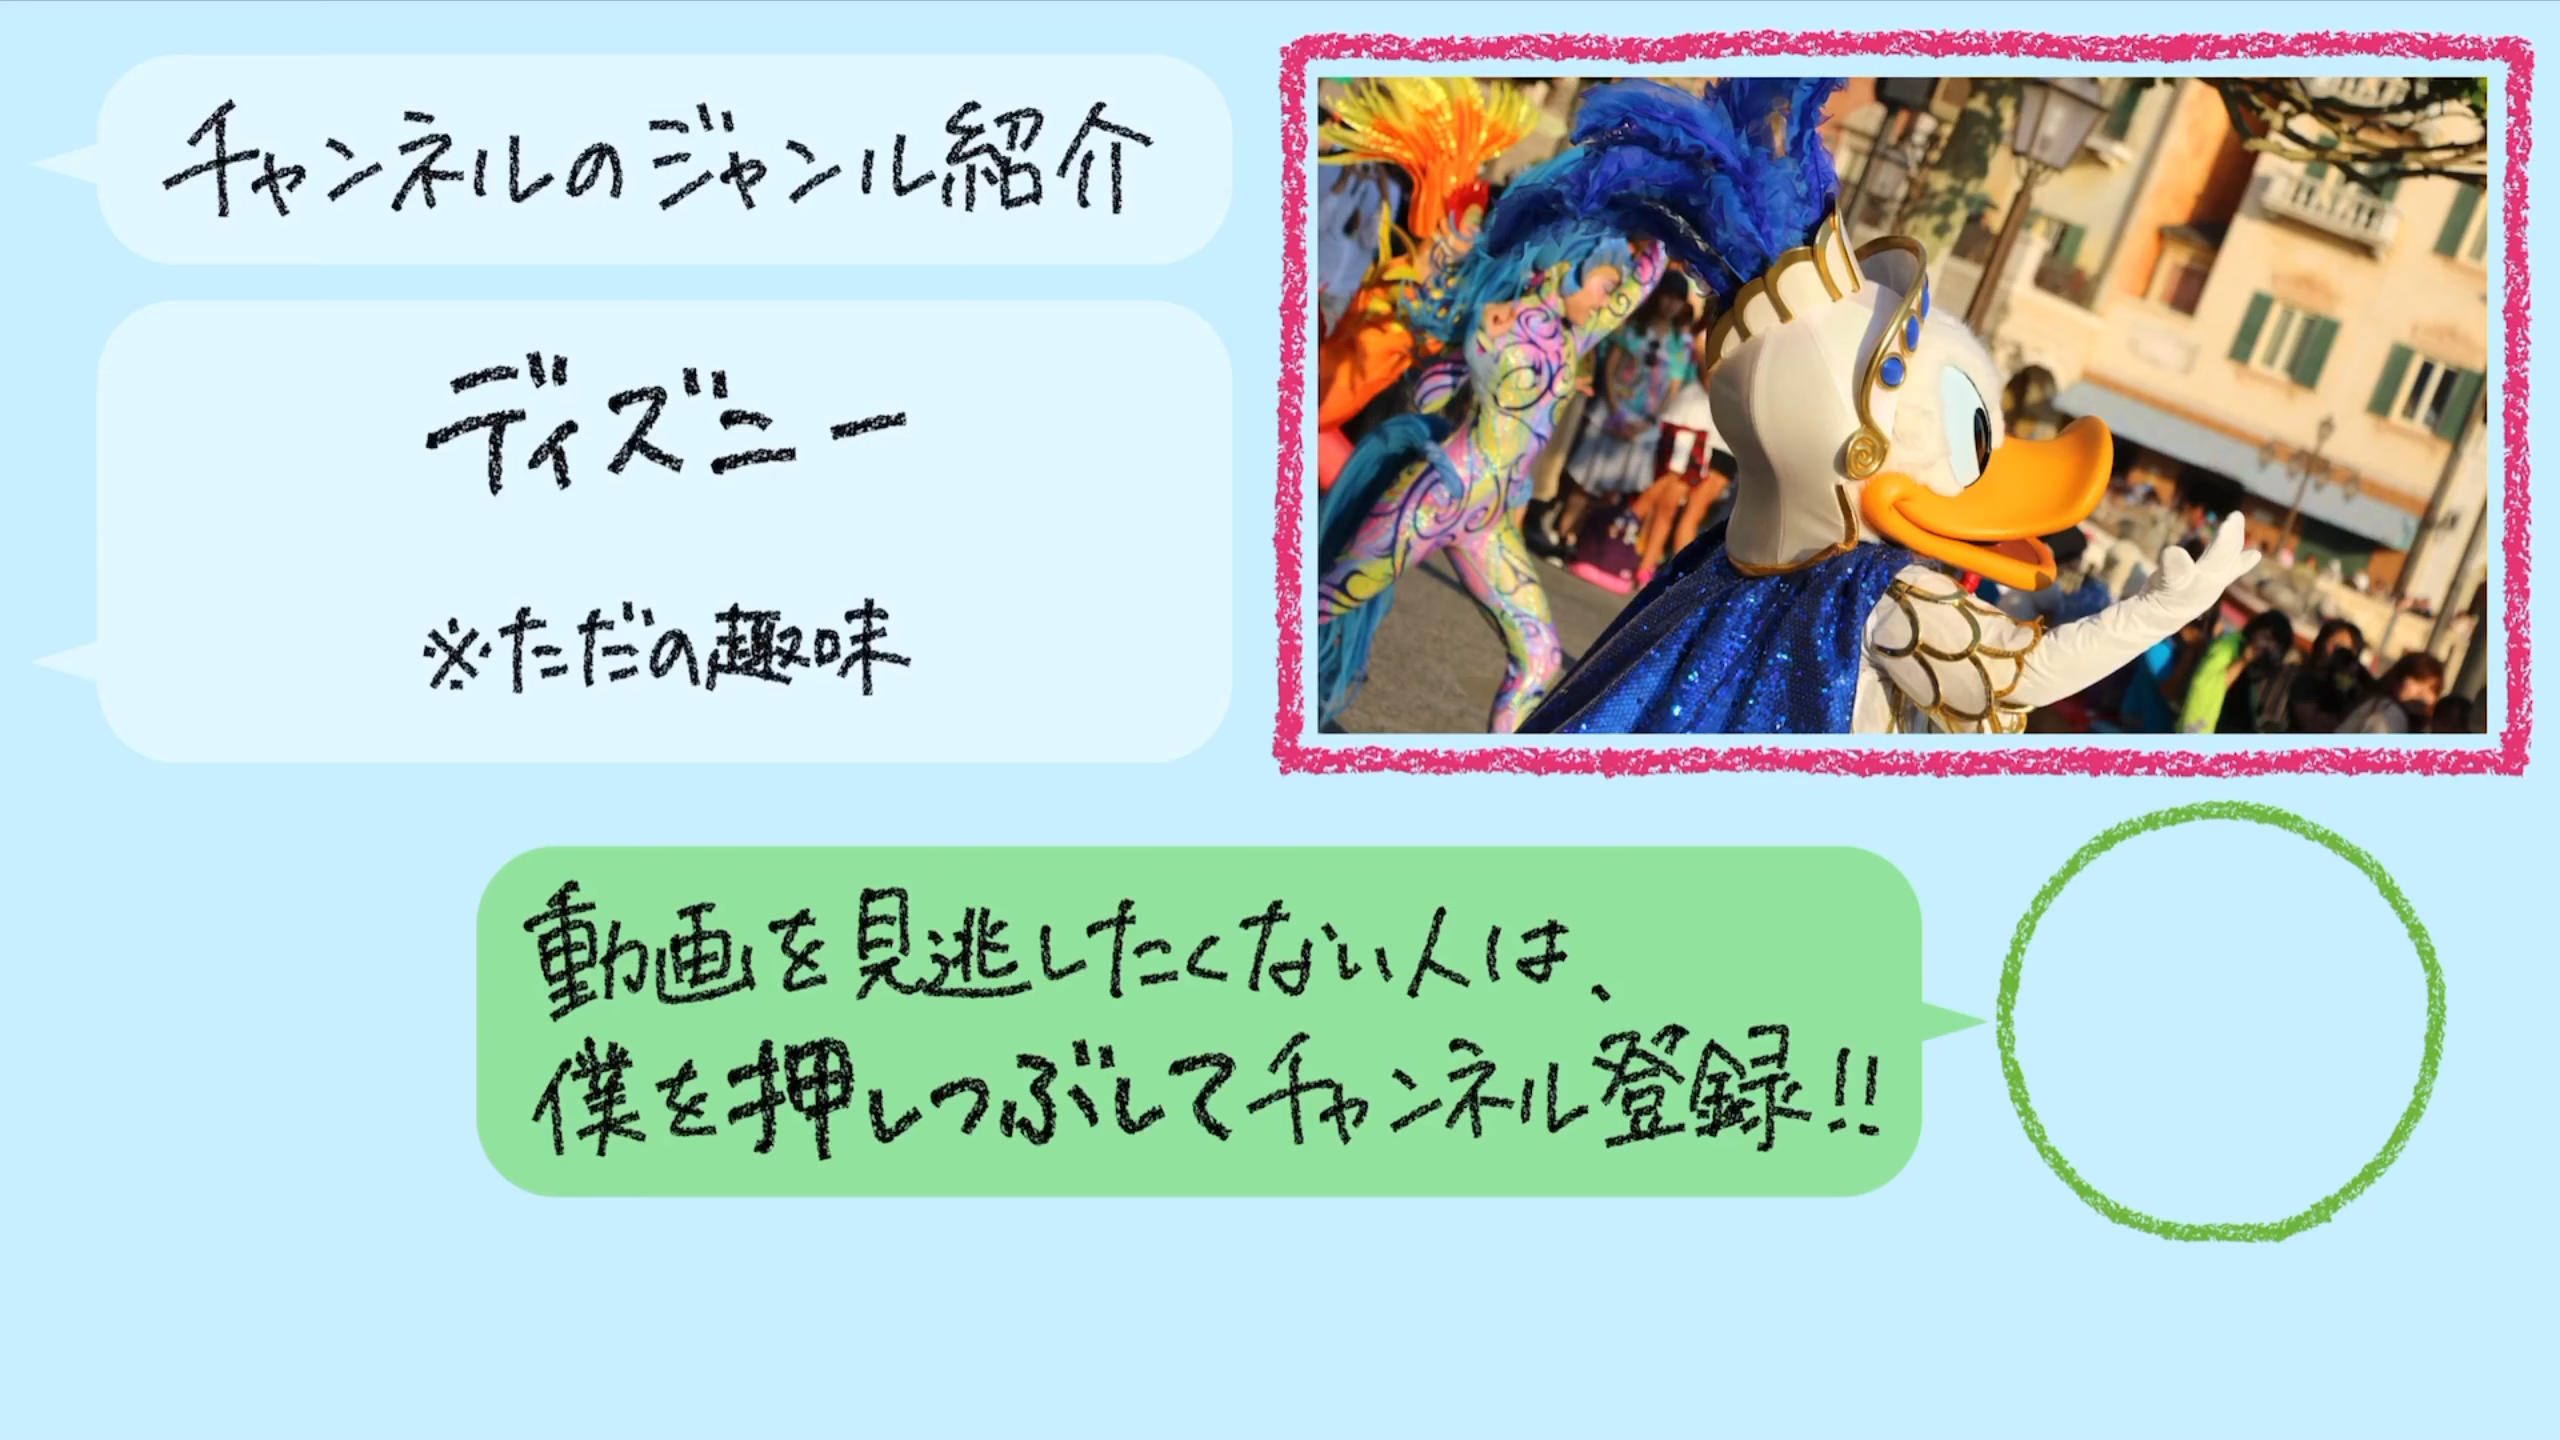 チャンネルのジャンル紹介
ディズニー
※ただの趣味
動画を見逃したくない人は、
僕を押しつぶしてチャンネル登録!!